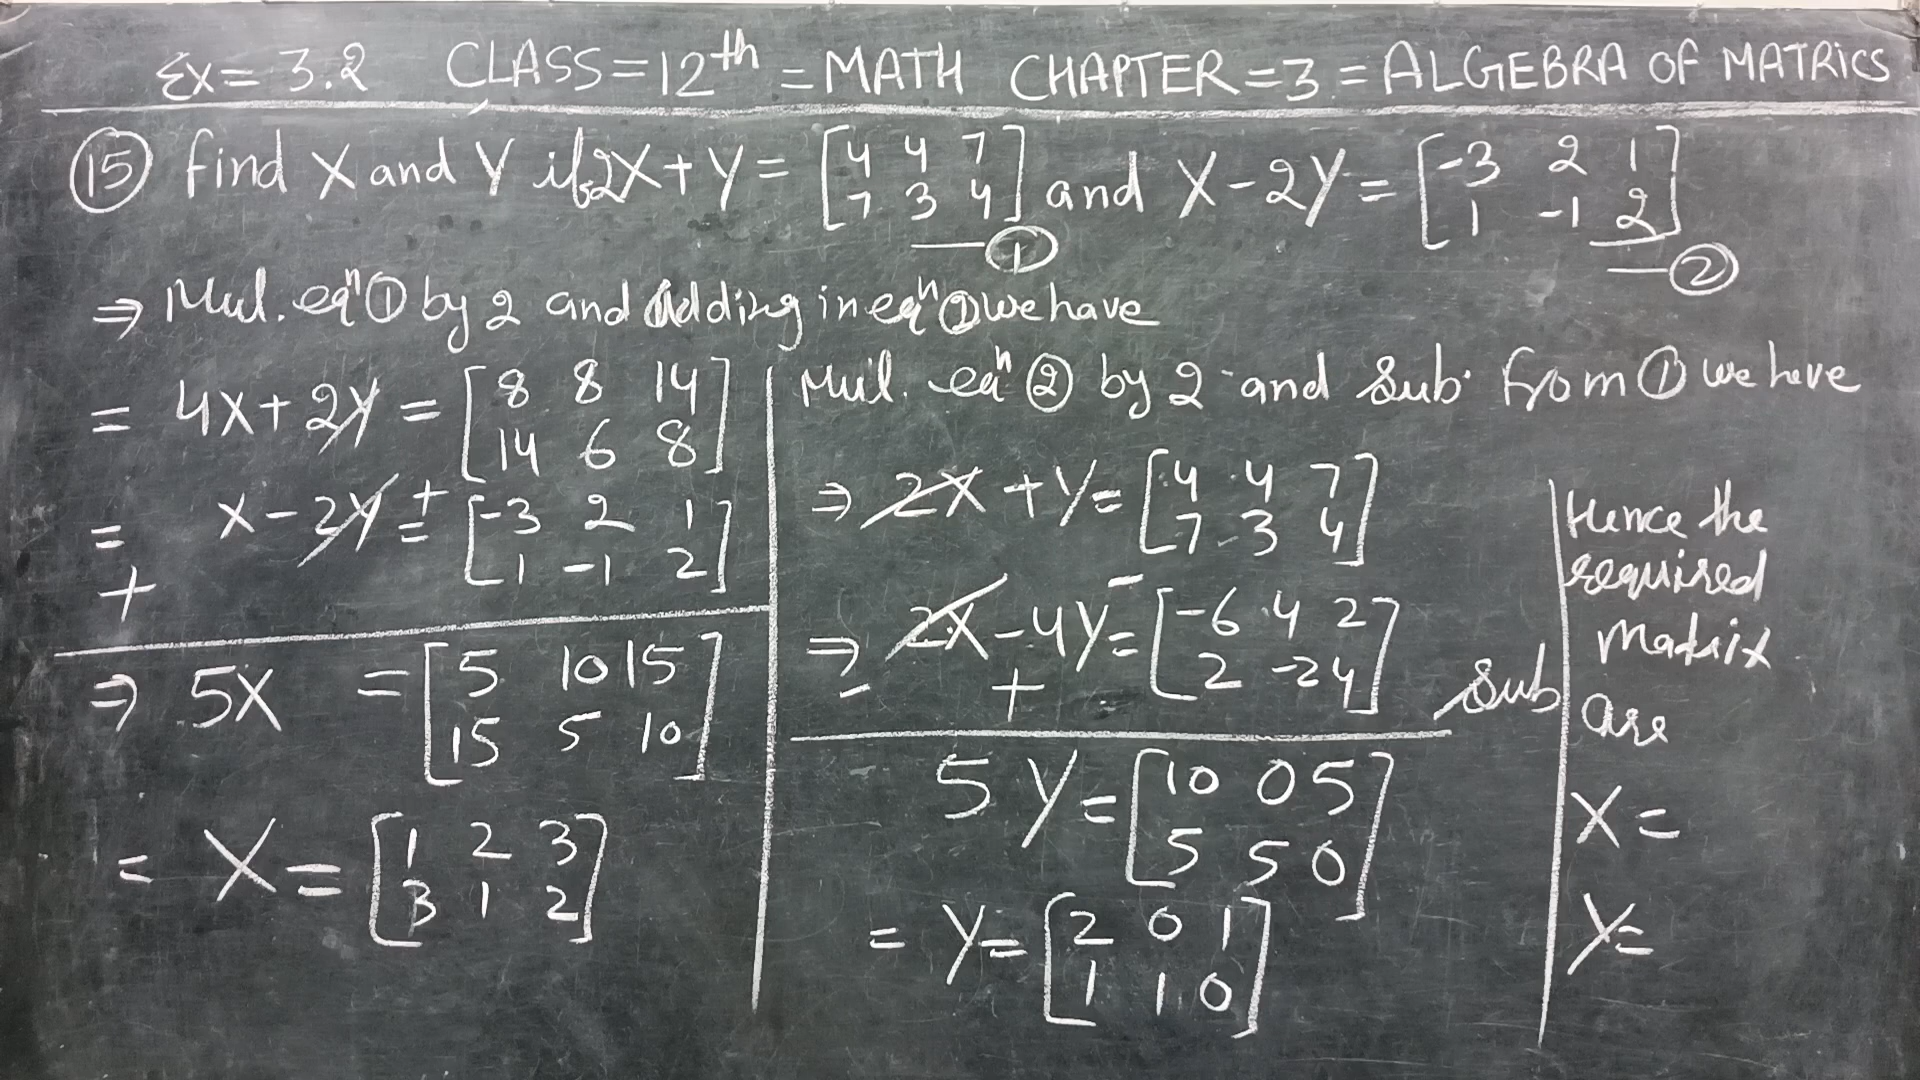 Ex= 3.2 CLASS=12th =MATH CHAPTER=3=ALGEBRA OF MATRICS
(15) find X and Y if 2X+Y= [4 4 7 and X-2Y= [-3 2 1
7 3 4] 1 -1 2]
—① —②
⇒ Mul. eqn ① by 2 and Adding in eqn ② we have
= 4X+2Y = [8 8 14
14 6 8]
= X-2Y = [-3 2 1
+ 1 -1 2]
⇒ 5X = [5 10 15
15 5 10]
= X= [1 2 3
3 1 2]
Mul. eqn ② by 2 and Sub. from ① we have
⇒ 2X+Y= [4 4 7
7 3 4]
⇒ 2X-4Y= [-6 4 2
- + - 2 -2 4] Sub
5Y= [10 0 5
5 5 0]
= Y= [2 0 1
1 1 0]
Hence the
required
Matrix
are
X=
Y=